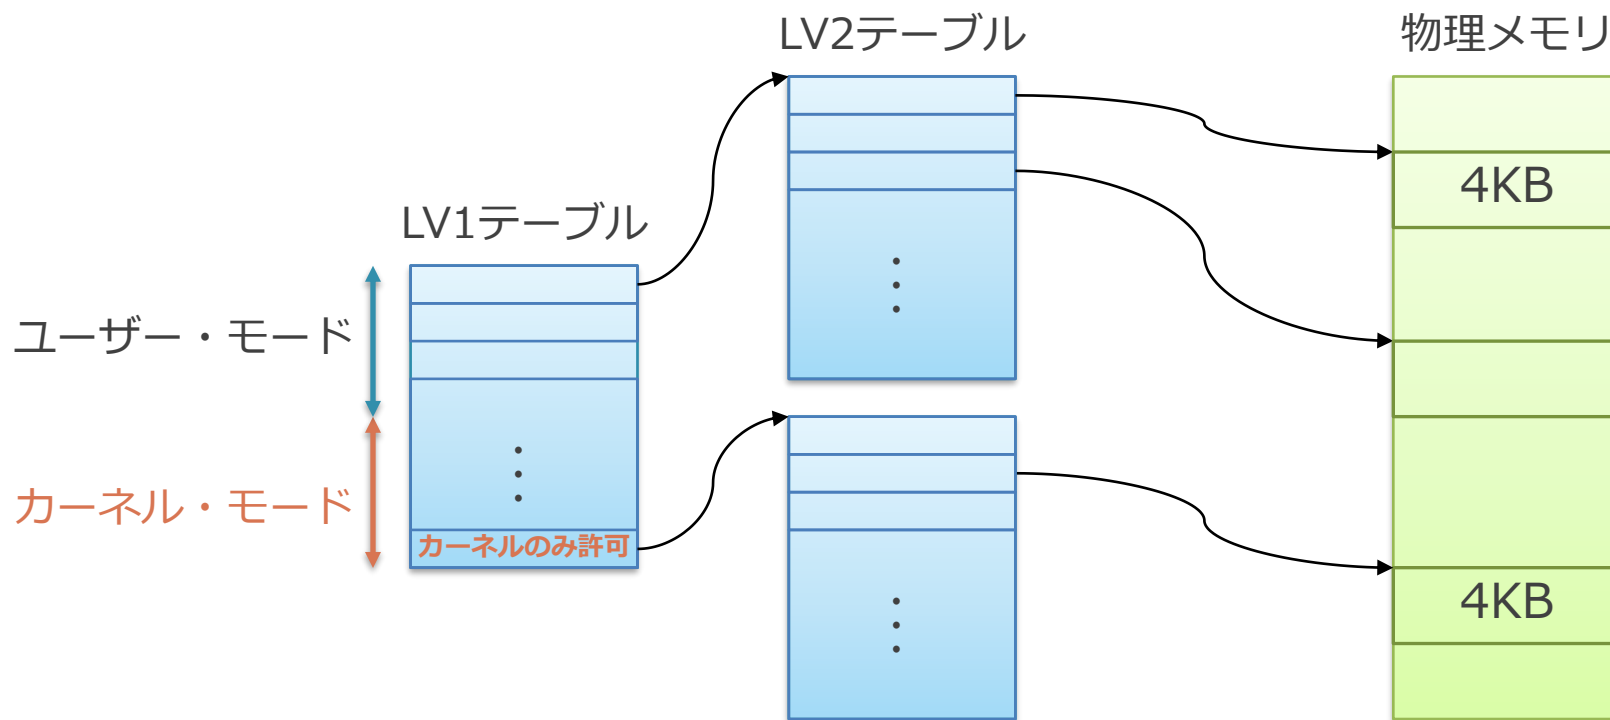 LV2テーブル
物理メモリ
4KB
LV1テーブル
ユーザー・モード
カーネル・モード
カーネルのみ許可
4KB